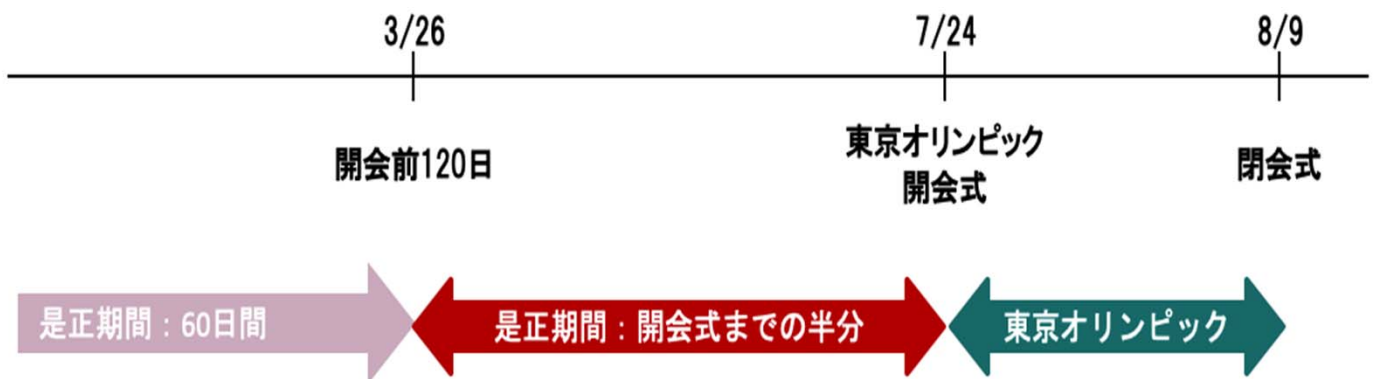 3/26
7/24
8/9
開会前120日
東京オリンピック
開会式
閉会式
是正期間：60日間
是正期間：開会式までの半分
東京オリンピック